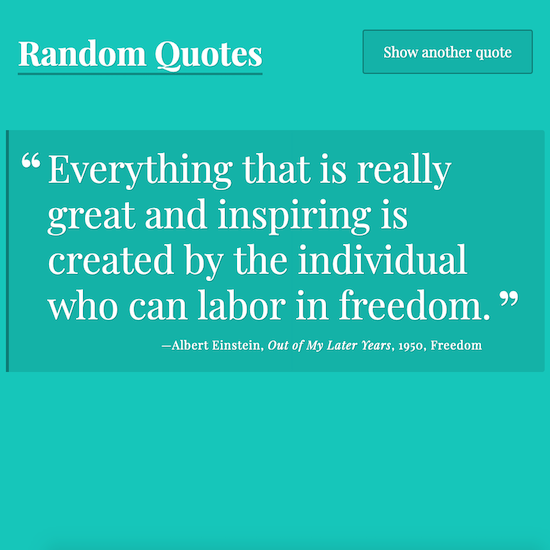 Random Quotes
Show another quote
“Everything that is really
great and inspiring is
created by the individual
who can labor in freedom.”
—Albert Einstein, Out of My Later Years, 1950, Freedom